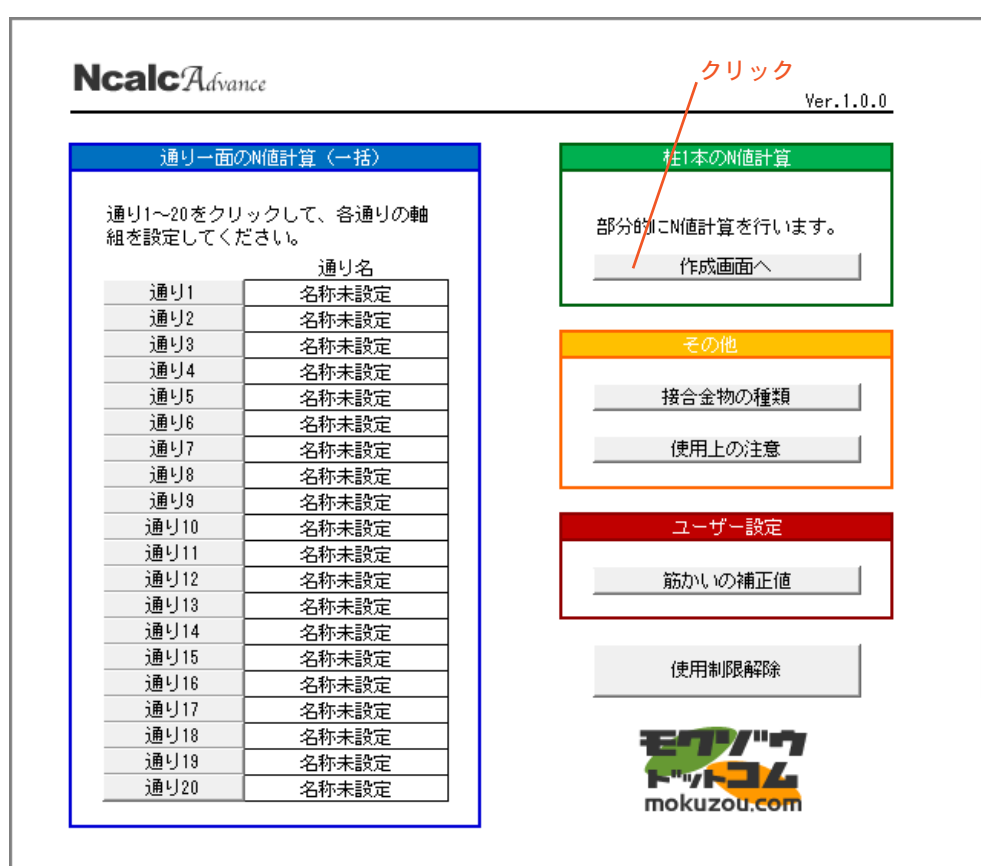 NcalcAdvance
クリック
Ver.1.0.0
通り一面のN値計算（一括）
通り1～20をクリックして、各通りの軸
組を設定してください。
通り名
通り1 名称未設定
通り2 名称未設定
通り3 名称未設定
通り4 名称未設定
通り5 名称未設定
通り6 名称未設定
通り7 名称未設定
通り8 名称未設定
通り9 名称未設定
通り10 名称未設定
通り11 名称未設定
通り12 名称未設定
通り13 名称未設定
通り14 名称未設定
通り15 名称未設定
通り16 名称未設定
通り17 名称未設定
通り18 名称未設定
通り19 名称未設定
通り20 名称未設定
柱1本のN値計算
部分的にN値計算を行います。
作成画面へ
その他
接合金物の種類
使用上の注意
ユーザー設定
筋かいの補正値
使用制限解除
モクゾウ
ドットコム
mokuzou.com